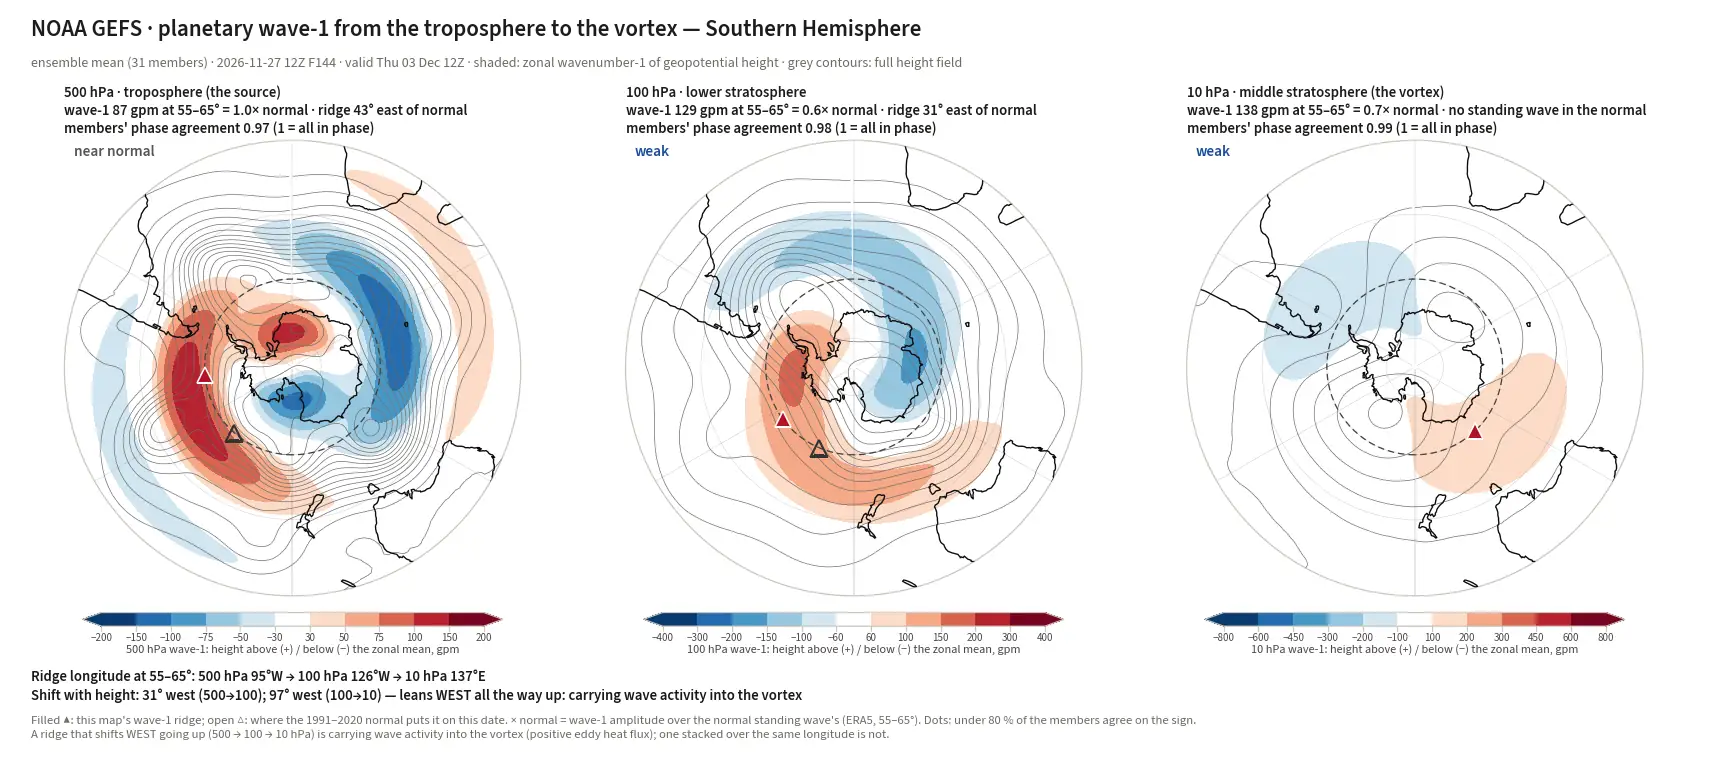 NOAA GEFS · planetary wave-1 from the troposphere to the vortex — Southern Hemisphere
ensemble mean (31 members) · 2026-11-27 12Z F144 · valid Thu 03 Dec 12Z · shaded: zonal wavenumber-1 of geopotential height · grey contours: full height field
500 hPa · troposphere (the source)
wave-1 87 gpm at 55–65° = 1.0× normal · ridge 43° east of normal
members' phase agreement 0.97 (1 = all in phase)
near normal
100 hPa · lower stratosphere
wave-1 129 gpm at 55–65° = 0.6× normal · ridge 31° east of normal
members' phase agreement 0.98 (1 = all in phase)
weak
10 hPa · middle stratosphere (the vortex)
wave-1 138 gpm at 55–65° = 0.7× normal · no standing wave in the normal
members' phase agreement 0.99 (1 = all in phase)
weak
−200 −150 −100 −75 −50 −30 30 50 75 100 150 200
500 hPa wave-1: height above (+) / below (−) the zonal mean, gpm
−400 −300 −200 −150 −100 −60 60 100 150 200 300 400
100 hPa wave-1: height above (+) / below (−) the zonal mean, gpm
−800 −600 −450 −300 −200 −100 100 200 300 450 600 800
10 hPa wave-1: height above (+) / below (−) the zonal mean, gpm
Ridge longitude at 55–65°: 500 hPa 95°W → 100 hPa 126°W → 10 hPa 137°E
Shift with height: 31° west (500→100); 97° west (100→10) — leans WEST all the way up: carrying wave activity into the vortex
Filled ▲: this map's wave-1 ridge; open △: where the 1991–2020 normal puts it on this date. × normal = wave-1 amplitude over the normal standing wave's (ERA5, 55–65°). Dots: under 80 % of the members agree on the sign.
A ridge that shifts WEST going up (500 → 100 → 10 hPa) is carrying wave activity into the vortex (positive eddy heat flux); one stacked over the same longitude is not.